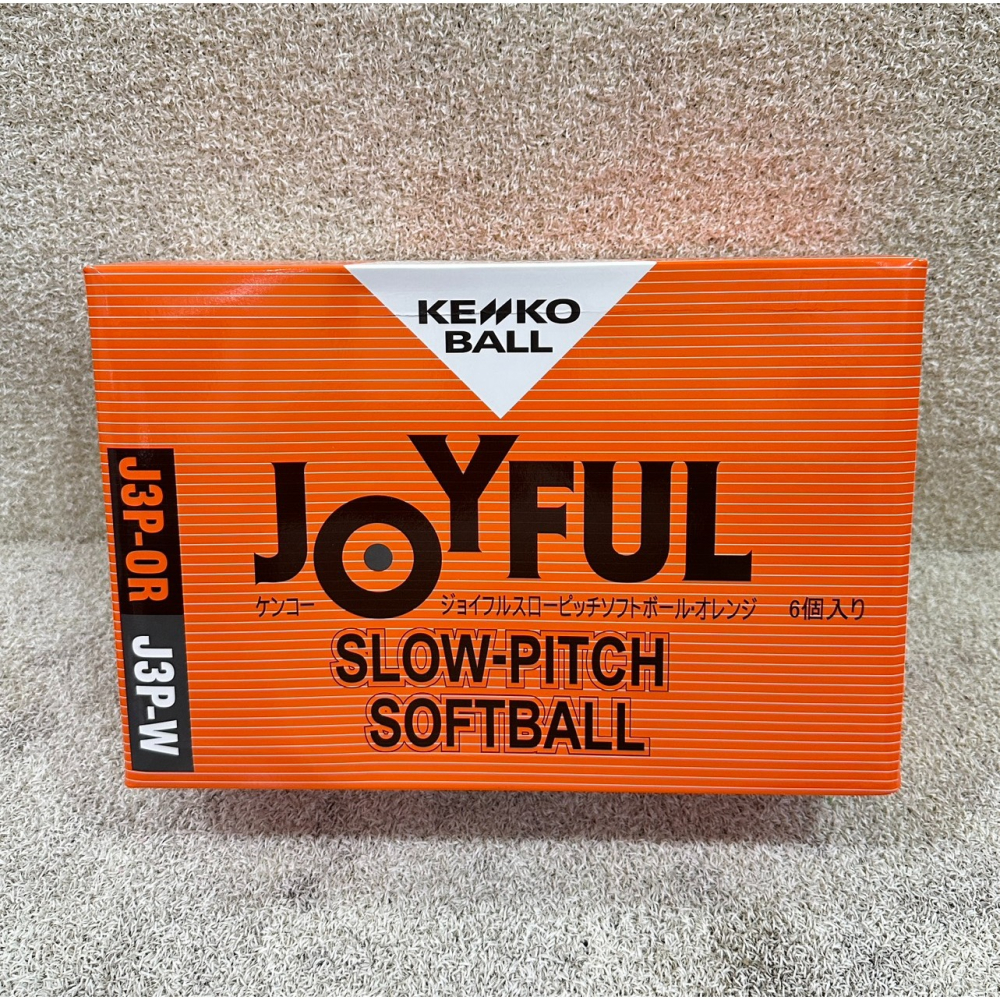 KENKO
BALL
JOYFUL
ケンコー ジョイフルスローピッチソフトボール・オレンジ 6個入り
SLOW-PITCH
SOFTBALL
J3P-OR J3P-W